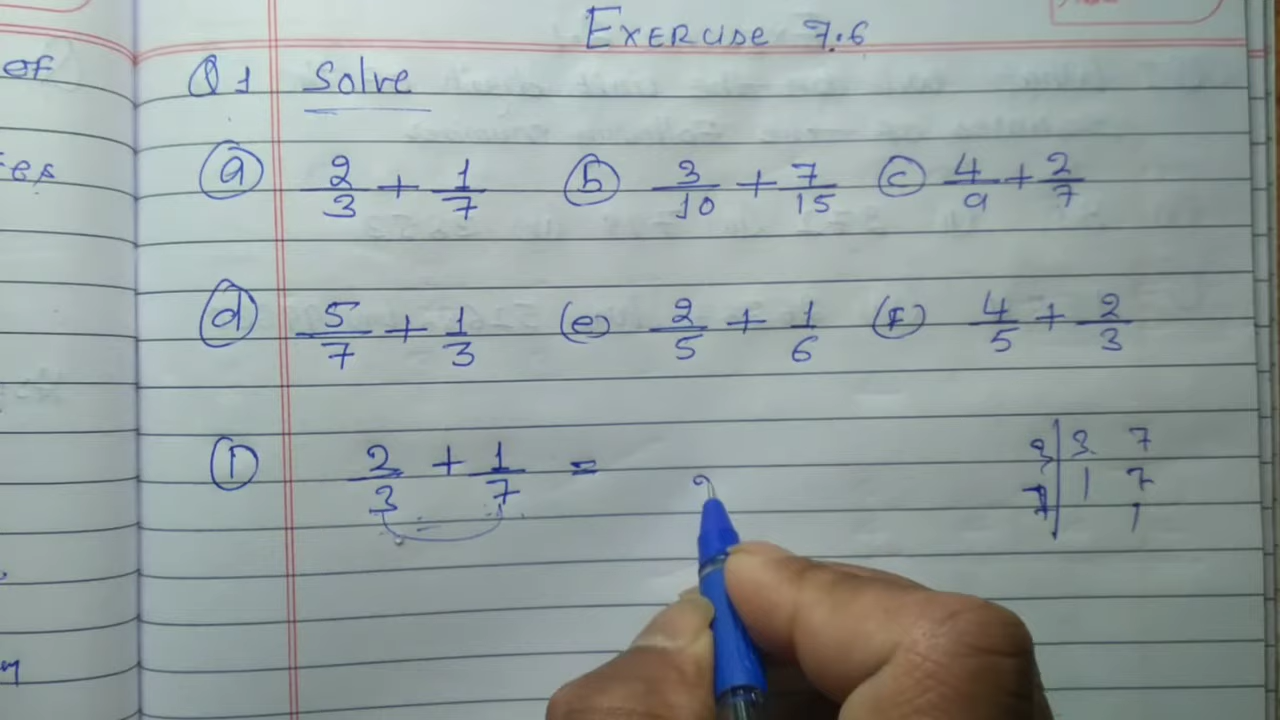 EXERCISE 7.6
of
Q1 Solve
(a) 2/3 + 1/7 (b) 3/10 + 7/15 (c) 4/9 + 2/7
(d) 5/7 + 1/3 (e) 2/5 + 1/6 (f) 4/5 + 2/3
(1) 2/3 + 1/7 =
3 | 3 7
7 | 1 7
1